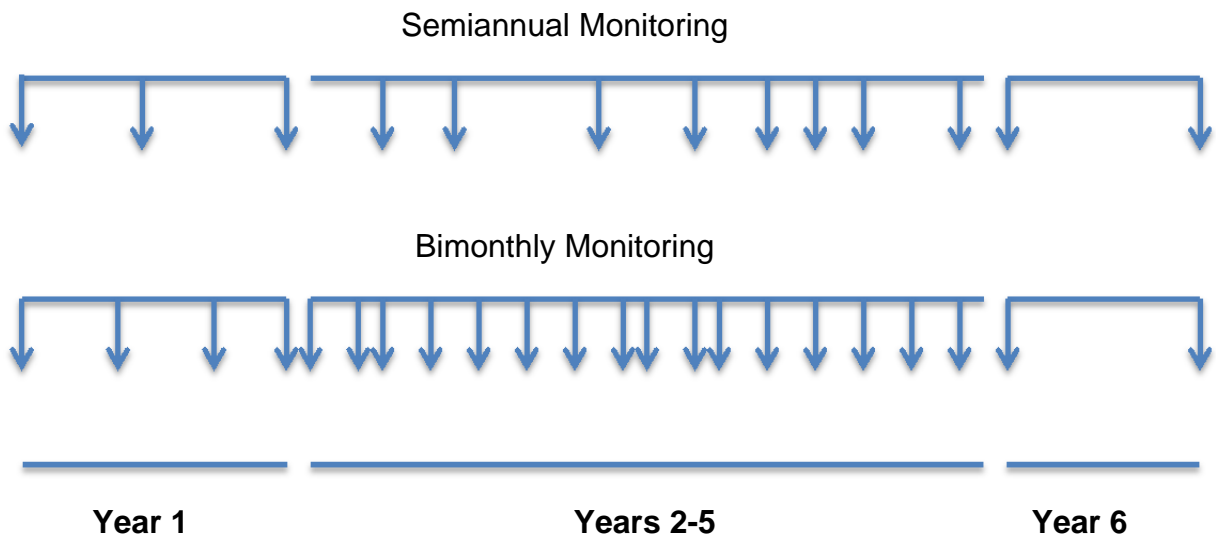 Semiannual Monitoring
Bimonthly Monitoring
Year 1 Years 2-5 Year 6